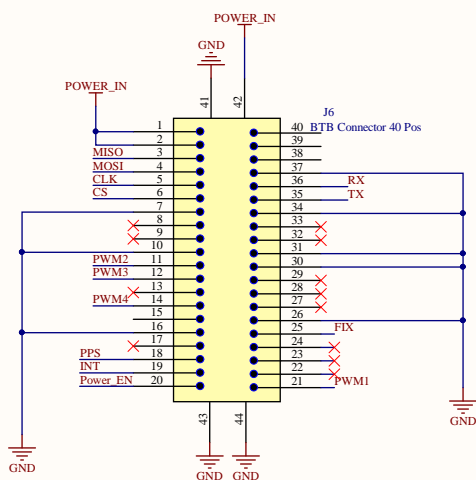 POWER_IN
GND
POWER_IN
41
42
J6
BTB Connector 40 Pos
1
40
2
39
MISO 3
38
MOSI 4
37
CLK 5
36 RX
CS 6
35 TX
7
34
8
33
9
32
10
31
PWM2 11
30
PWM3 12
29
13
28
PWM4 14
27
15
26
16
25 FIX
17
24
PPS 18
23
INT 19
22
Power_EN 20
21 PWM1
43
44
GND
GND
GND
GND